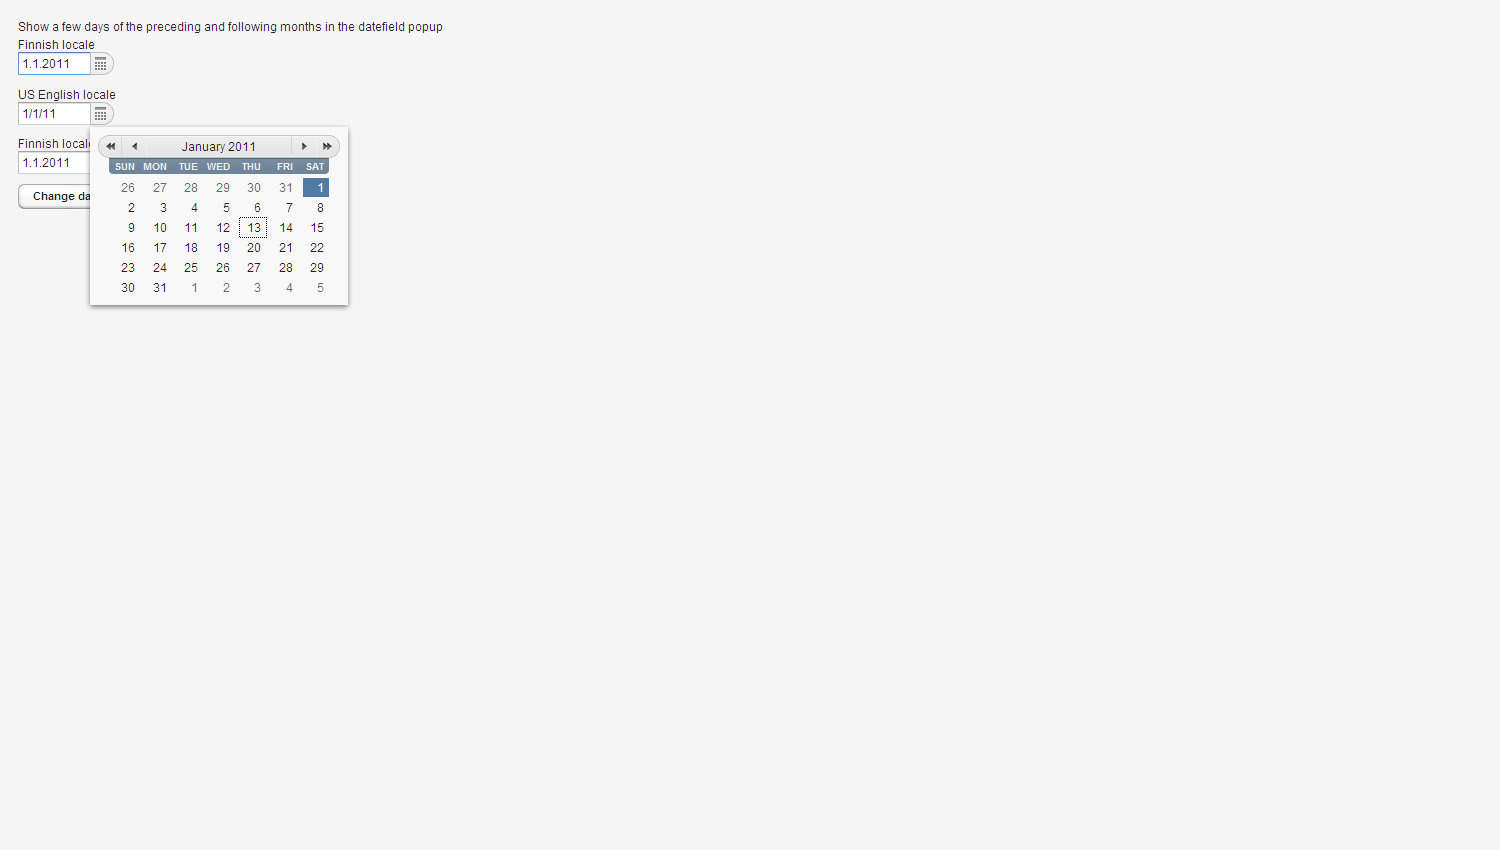 Show a few days of the preceding and following months in the datefield popup
Finnish locale
1.1.2011
US English locale
1/1/11
Finnish local
1.1.2011
Change da
January 2011
SUN MON TUE WED THU FRI SAT
26 27 28 29 30 31 1
2 3 4 5 6 7 8
9 10 11 12 13 14 15
16 17 18 19 20 21 22
23 24 25 26 27 28 29
30 31 1 2 3 4 5